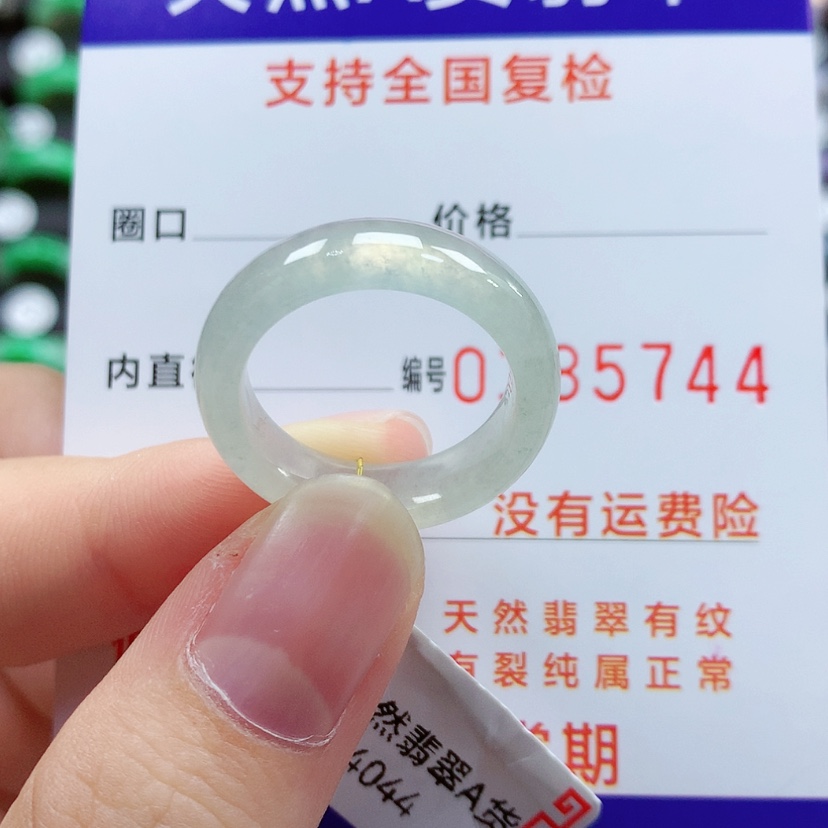 支持全国复检
圈口 价格
内直 编号 0 35744
没有运费险
天然翡翠有纹
有裂纯属正常
期
然翡翠A货
4044